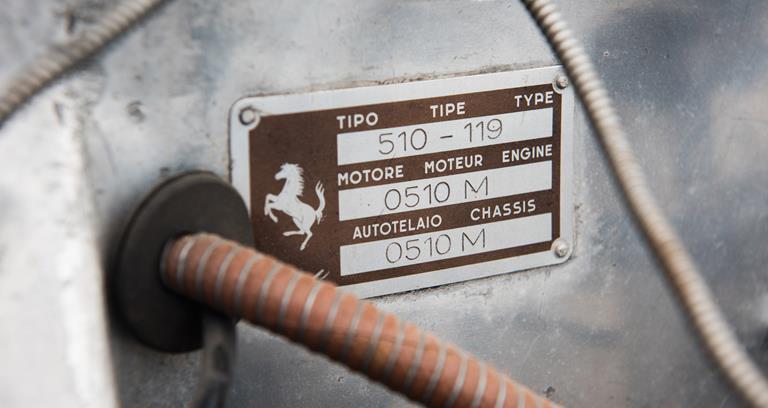 TIPO TIPE TYPE
510 - 119
MOTORE MOTEUR ENGINE
0510 M
AUTOTELAIO CHASSIS
0510 M